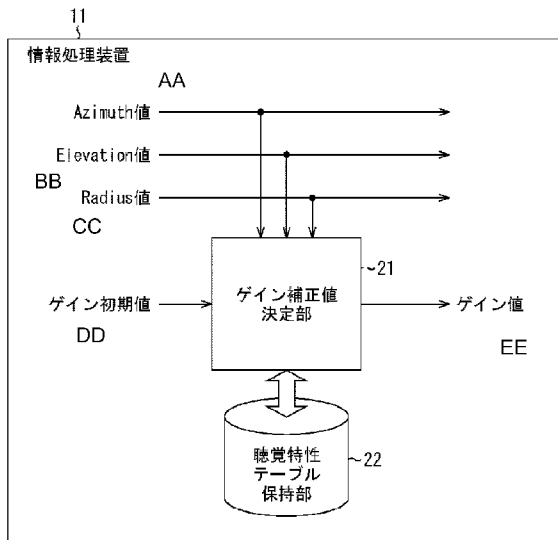 11
情報処理装置
AA
Azimuth値
Elevation値
BB
Radius値
CC
21
ゲイン補正値
決定部
ゲイン初期値
ゲイン値
DD
EE
聴覚特性
テーブル
保持部
22